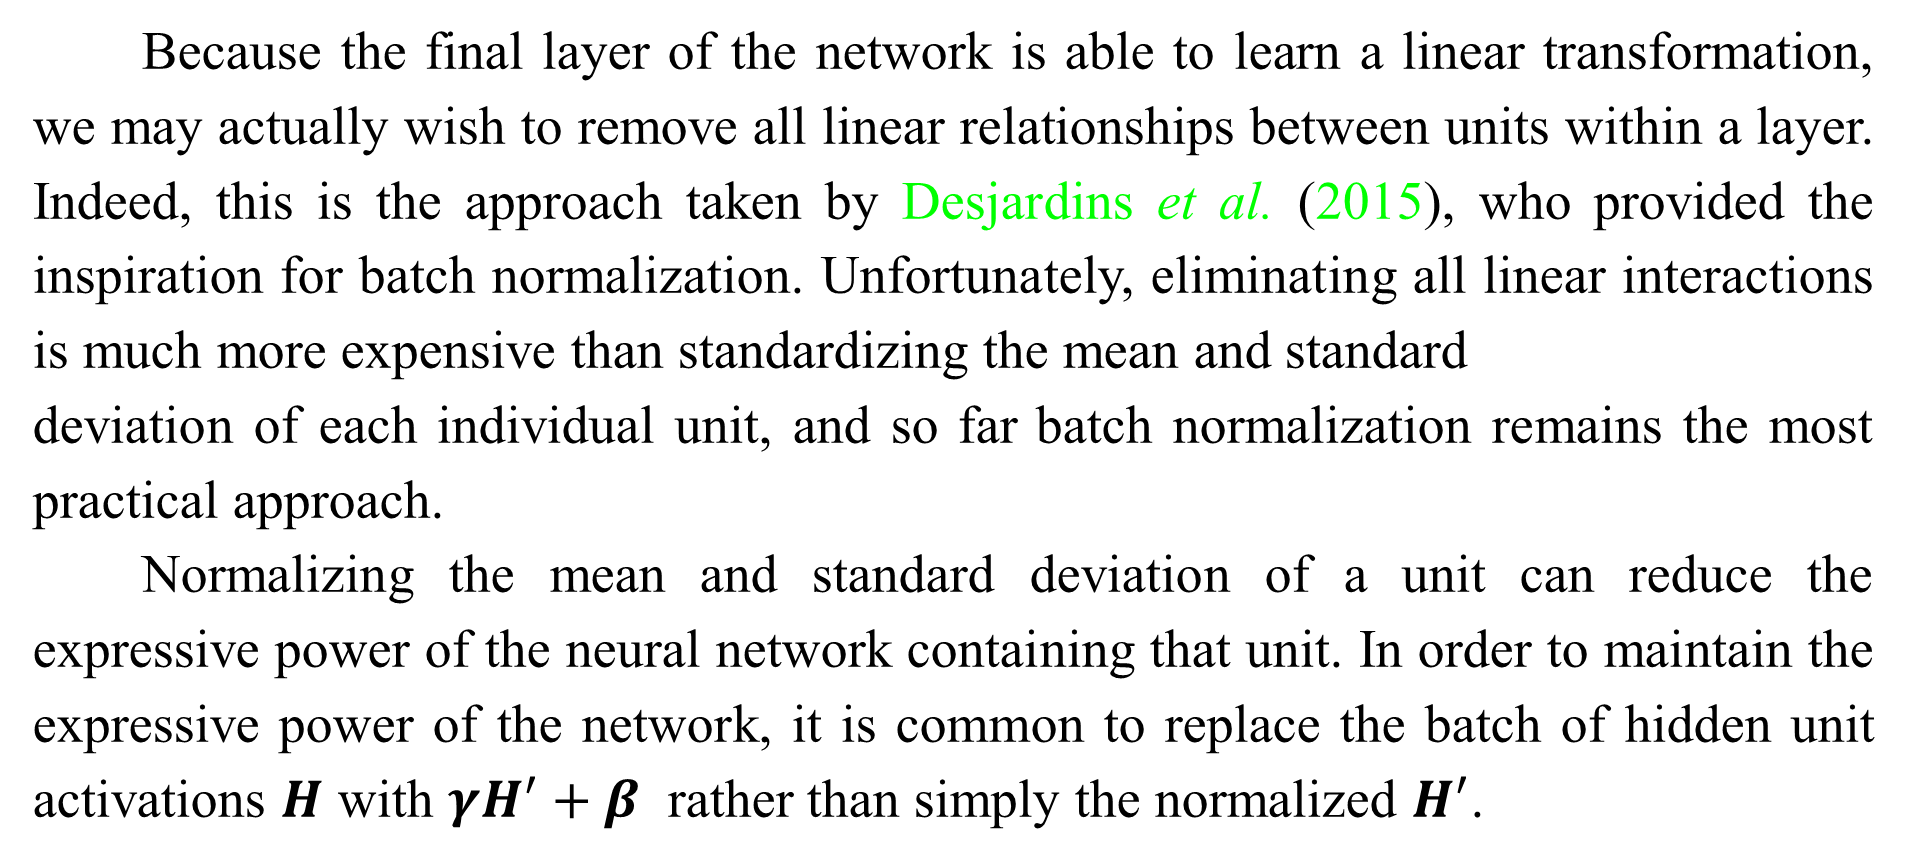 Because the final layer of the network is able to learn a linear transformation,
we may actually wish to remove all linear relationships between units within a layer.
Indeed, this is the approach taken by Desjardins et al. (2015), who provided the
inspiration for batch normalization. Unfortunately, eliminating all linear interactions
is much more expensive than standardizing the mean and standard
deviation of each individual unit, and so far batch normalization remains the most
practical approach.
Normalizing the mean and standard deviation of a unit can reduce the
expressive power of the neural network containing that unit. In order to maintain the
expressive power of the network, it is common to replace the batch of hidden unit
activations H with γH′ + β rather than simply the normalized H′.